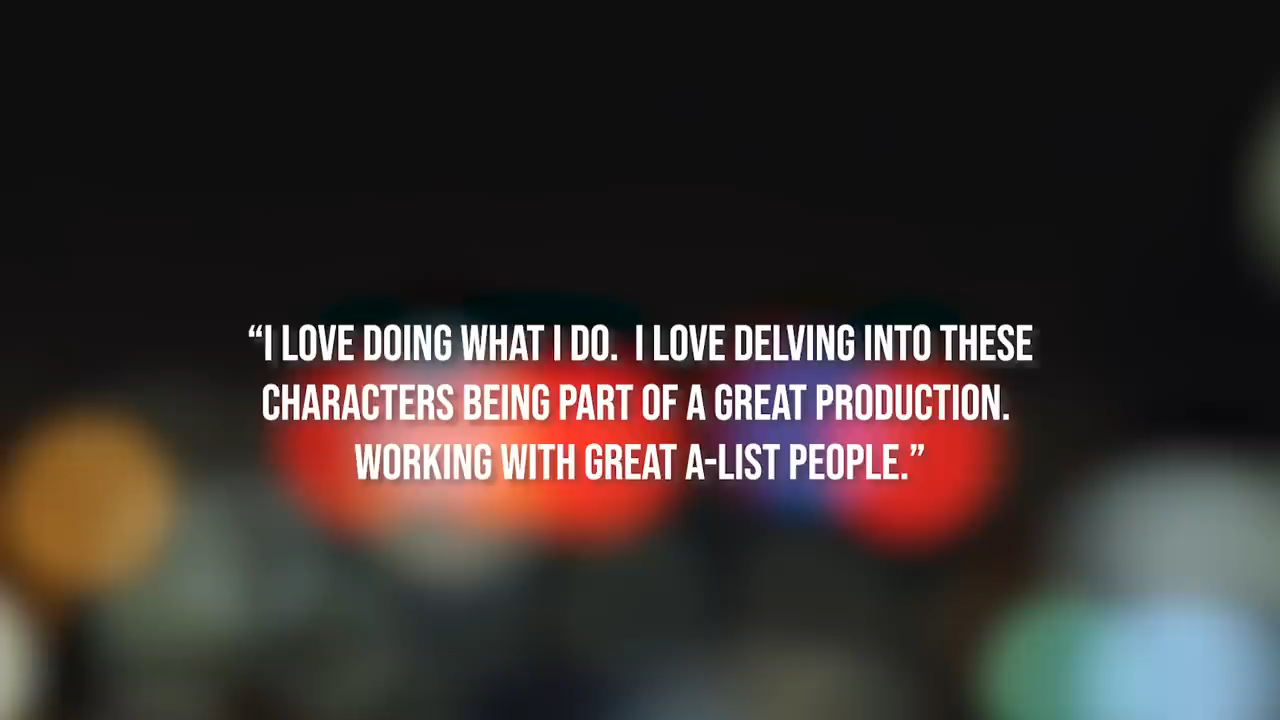 “I LOVE DOING WHAT I DO.  I LOVE DELVING INTO THESE
CHARACTERS BEING PART OF A GREAT PRODUCTION.
WORKING WITH GREAT A-LIST PEOPLE.”